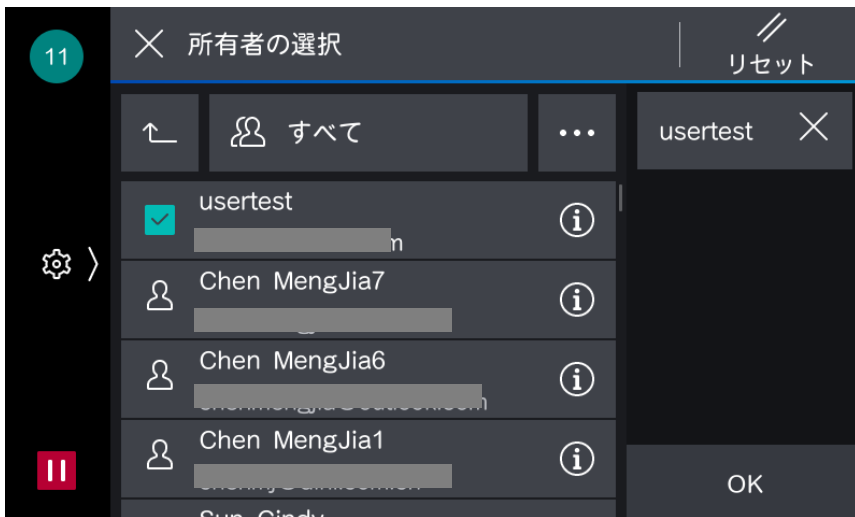 11
所有者の選択
リセット
すべて
usertest
usertest
m
Chen MengJia7
Chen MengJia6
Chen MengJia1
OK